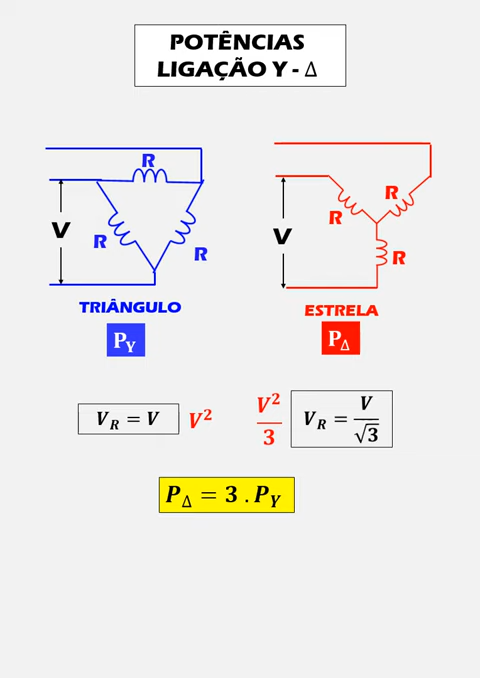 POTÊNCIAS
LIGAÇÃO Y - Δ
R
V
R
R
TRIÂNGULO
P_Y
R
R
V
R
ESTRELA
P_Δ
V_R = V
V²
V²/3
V_R = V/√3
P_Δ = 3 . P_Y